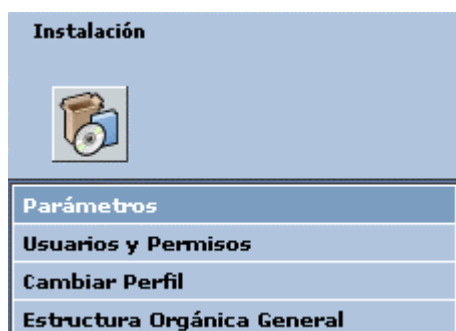 Instalación
Parámetros
Usuarios y Permisos
Cambiar Perfil
Estructura Orgánica General